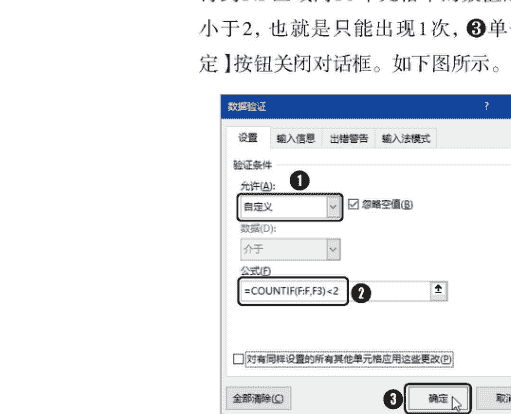 小于2, 也就是只能出现1次, ❸单
定】按钮关闭对话框。如下图所示。
数据验证 ?
设置 输入信息 出错警告 输入法模式
验证条件
允许(A): ❶
自定义 忽略空值(B)
数据(D):
介于
公式(F)
=COUNTIF(F:F,F3)<2 ❷
对有同样设置的所有其他单元格应用这些更改(P)
全部清除(C) ❸ 确定 取消